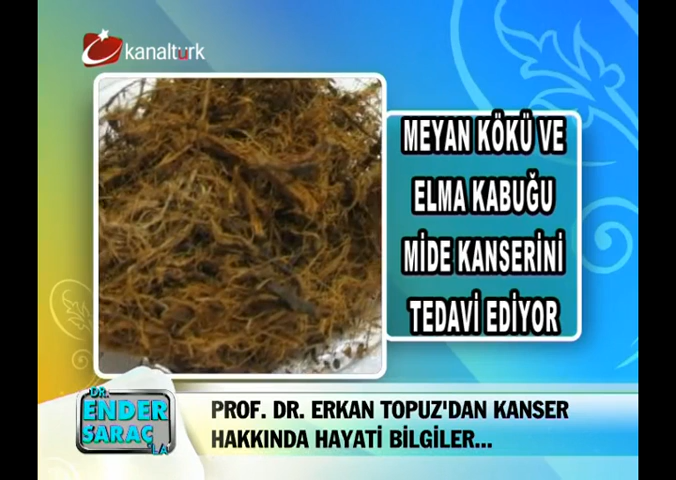 kanaltürk
MEYAN KÖKÜ VE
ELMA KABUĞU
MİDE KANSERİNİ
TEDAVİ EDİYOR
DR.
ENDER
SARAÇ
'LA
PROF. DR. ERKAN TOPUZ'DAN KANSER
HAKKINDA HAYATİ BİLGİLER...